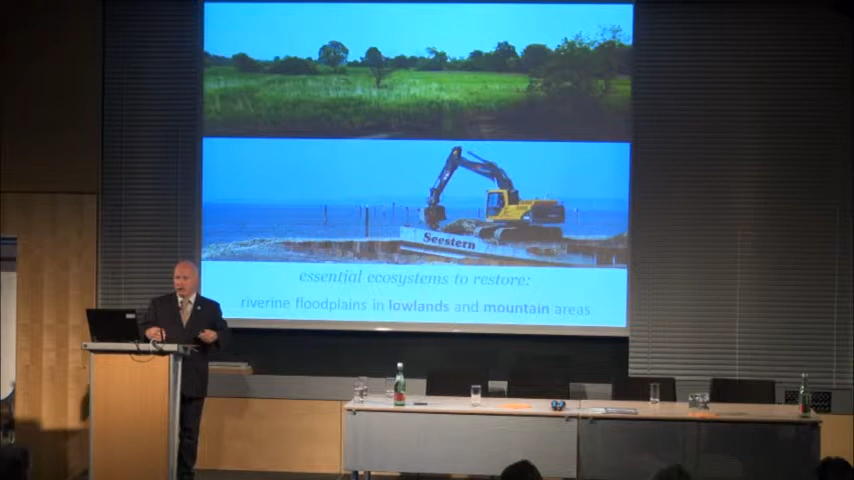 Seestern
essential ecosystems to restore:
riverine floodplains in lowlands and mountain areas